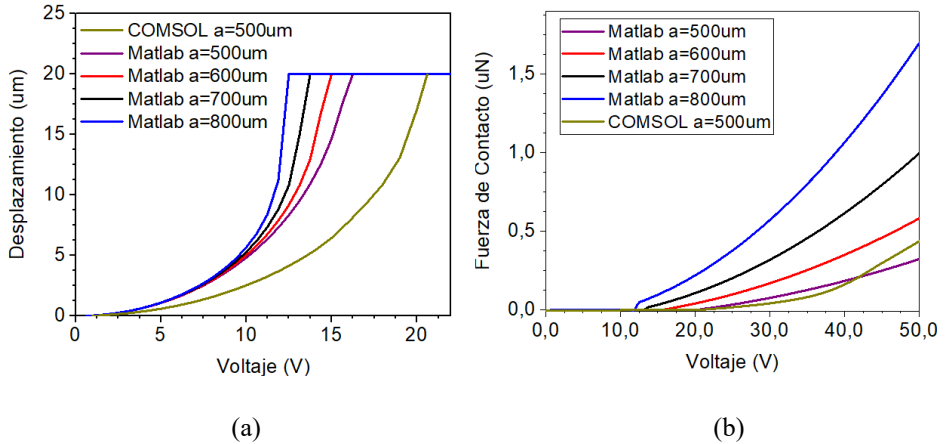 25
20
15
10
5
0
Desplazamiento (um)
COMSOL a=500um
Matlab a=500um
Matlab a=600um
Matlab a=700um
Matlab a=800um
0
5
10
15
20
Voltaje (V)
(a)
1,5
1,0
0,5
0,0
Fuerza de Contacto (uN)
Matlab a=500um
Matlab a=600um
Matlab a=700um
Matlab a=800um
COMSOL a=500um
0,0
10,0
20,0
30,0
40,0
50,0
Voltaje (V)
(b)